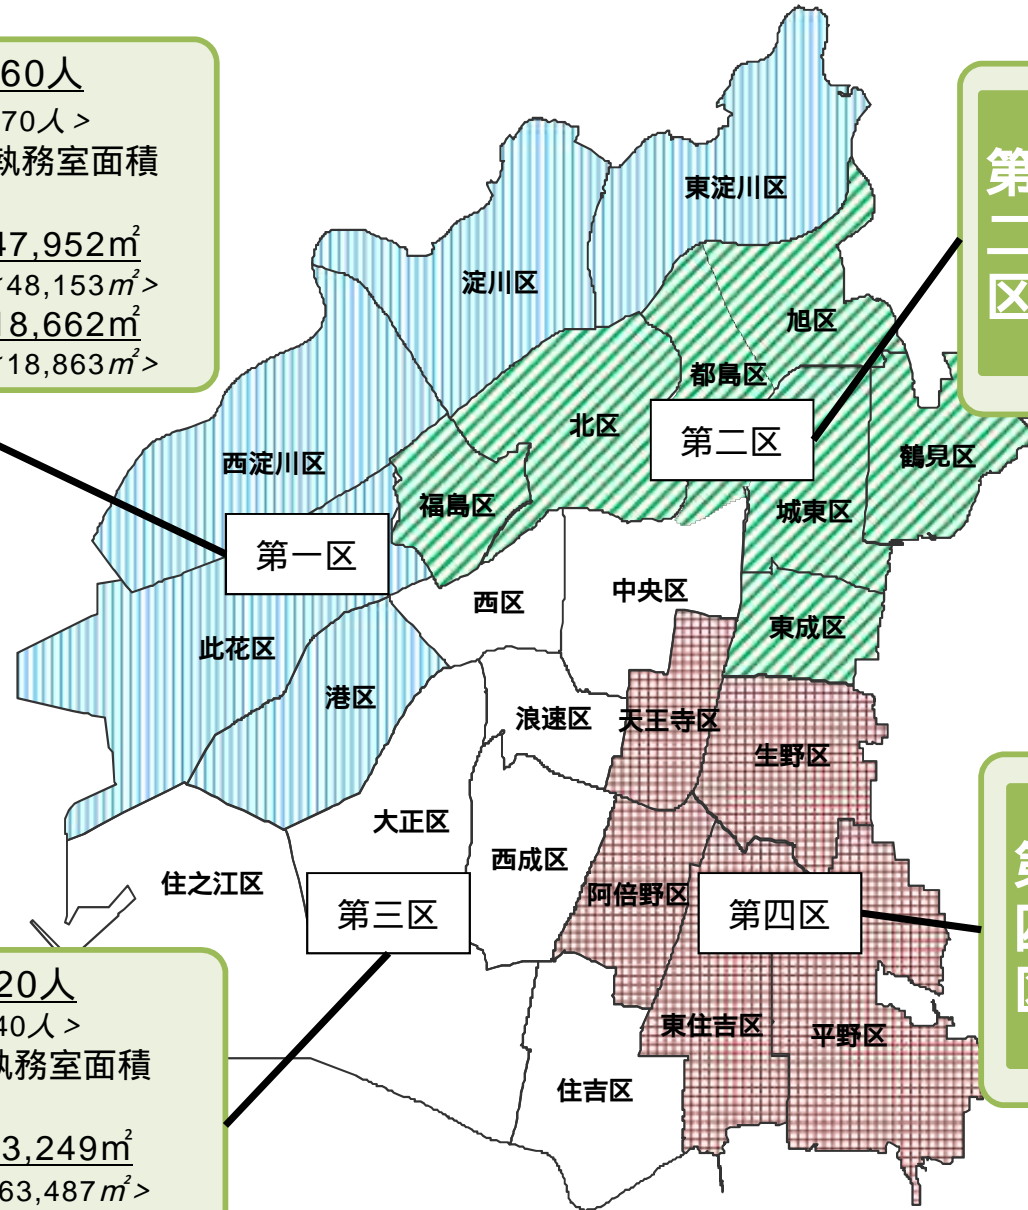 60人
70人>
執務室面積
47,952㎡
<48,153㎡>
18,662㎡
<18,863㎡>
第二区
東淀川区
淀川区
旭区
都島区
北区
第二区
鶴見区
西淀川区
福島区
城東区
第一区
西区
中央区
東成区
此花区
港区
浪速区
天王寺区
生野区
大正区
西成区
住之江区
阿倍野区
第三区
第四区
20人
40人>
執務室面積
3,249㎡
63,487㎡>
東住吉区
平野区
住吉区